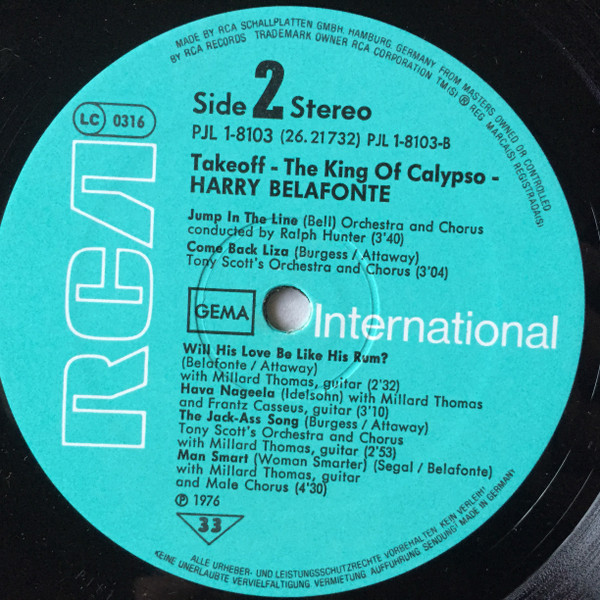 MADE BY RCA SCHALLPLATTEN GMBH, HAMBURG, GERMANY FROM MASTERS OWNED OR CONTROLLED
BY RCA RECORDS TRADEMARK OWNER RCA CORPORATION TM(S) ® REG. MARCA(S) REGISTRADA(S)
LC 0316
Side 2 Stereo
PJL 1-8103 (26.21732) PJL 1-8103-B
Takeoff - The King Of Calypso -
HARRY BELAFONTE
Jump In The Line (Bell) Orchestra and Chorus
conducted by Ralph Hunter (3'40)
Come Back Liza (Burgess / Attaway)
Tony Scott's Orchestra and Chorus (3'04)
RCA
GEMA
International
Will His Love Be Like His Rum?
(Belafonte / Attaway)
with Millard Thomas, guitar (2'32)
Hava Nageela (Idelsohn) with Millard Thomas
and Frantz Casseus, guitar (3'10)
The Jack-Ass Song (Burgess / Attaway)
Tony Scott's Orchestra and Chorus
with Millard Thomas, guitar (2'53)
Man Smart (Woman Smarter) (Segal / Belafonte)
with Millard Thomas, guitar
and Male Chorus (4'30)
℗ 1976
33
ALLE URHEBER- UND LEISTUNGSSCHUTZRECHTE VORBEHALTEN. KEIN VERLEIH!
KEINE UNERLAUBTE VERVIELFÄLTIGUNG, VERMIETUNG, AUFFÜHRUNG, SENDUNG! MADE IN GERMANY